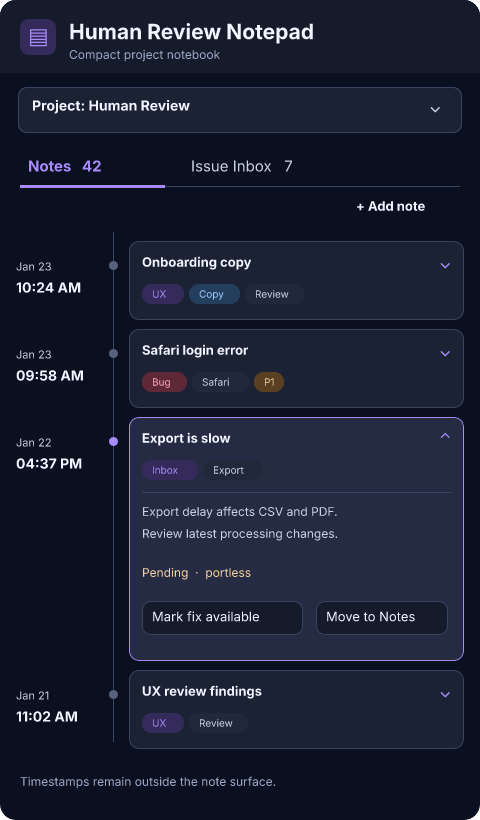 Human Review Notepad
Compact project notebook
Project: Human Review
Notes 42 Issue Inbox 7
+ Add note
Jan 23
10:24 AM
Onboarding copy
UX Copy Review
Jan 23
09:58 AM
Safari login error
Bug Safari P1
Jan 22
04:37 PM
Export is slow
Inbox Export
Export delay affects CSV and PDF.
Review latest processing changes.
Pending · portless
Mark fix available Move to Notes
Jan 21
11:02 AM
UX review findings
UX Review
Timestamps remain outside the note surface.